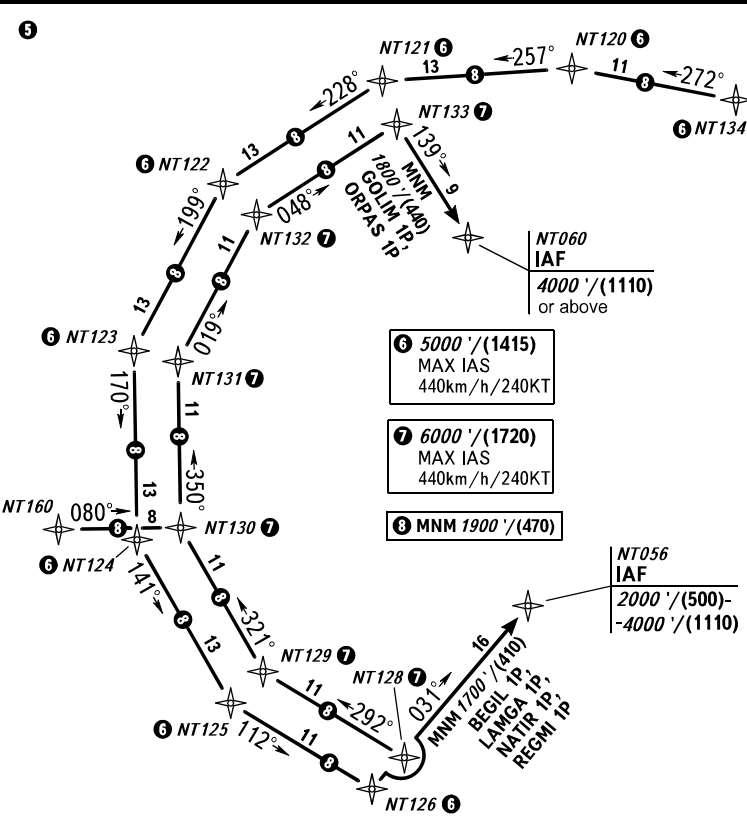 5
NT121 6
NT120 6
13
257°
11
272°
6 NT134
8
8
228°
13
8
NT133 7
11
8
139°
9
MNM
1800 '/(440)
GOLIM 1P,
ORPAS 1P
6 NT122
048°
NT132 7
NT060
IAF
4000 '/(1110)
or above
199°
8
13
11
8
019°
6 NT123
NT131 7
6 5000 '/(1415)
MAX IAS
440km/h/240KT
7 6000 '/(1720)
MAX IAS
440km/h/240KT
8 MNM 1900 '/(470)
170°
8
13
11
8
350°
NT160
080°
8
8
NT130 7
6 NT124
141°
8
13
11
8
321°
NT129 7
NT128 7
11
8
292°
6 NT125
112°
11
8
NT126 6
031°
16
MNM 1700 '/(410)
BEGIL 1P,
LAMGA 1P,
NATIR 1P,
REGMI 1P
NT056
IAF
2000 '/(500)-
-4000 '/(1110)